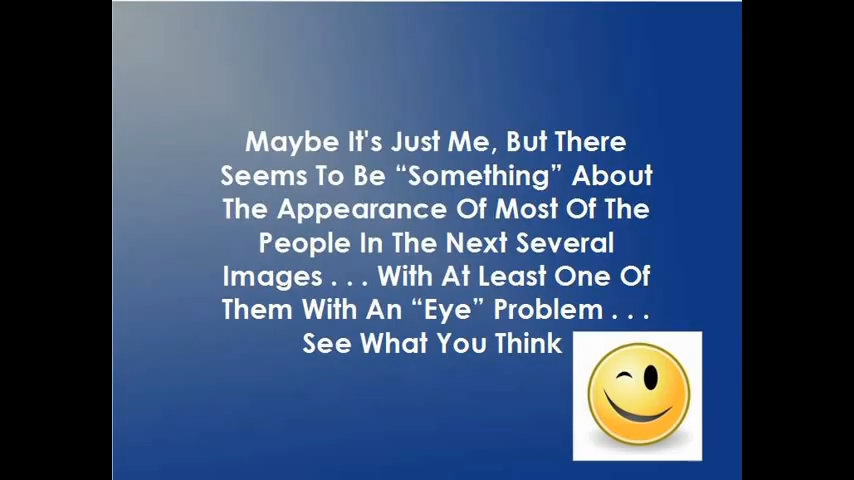 Maybe It's Just Me, But There
Seems To Be “Something” About
The Appearance Of Most Of The
People In The Next Several
Images . . . With At Least One Of
Them With An “Eye” Problem . . .
See What You Think